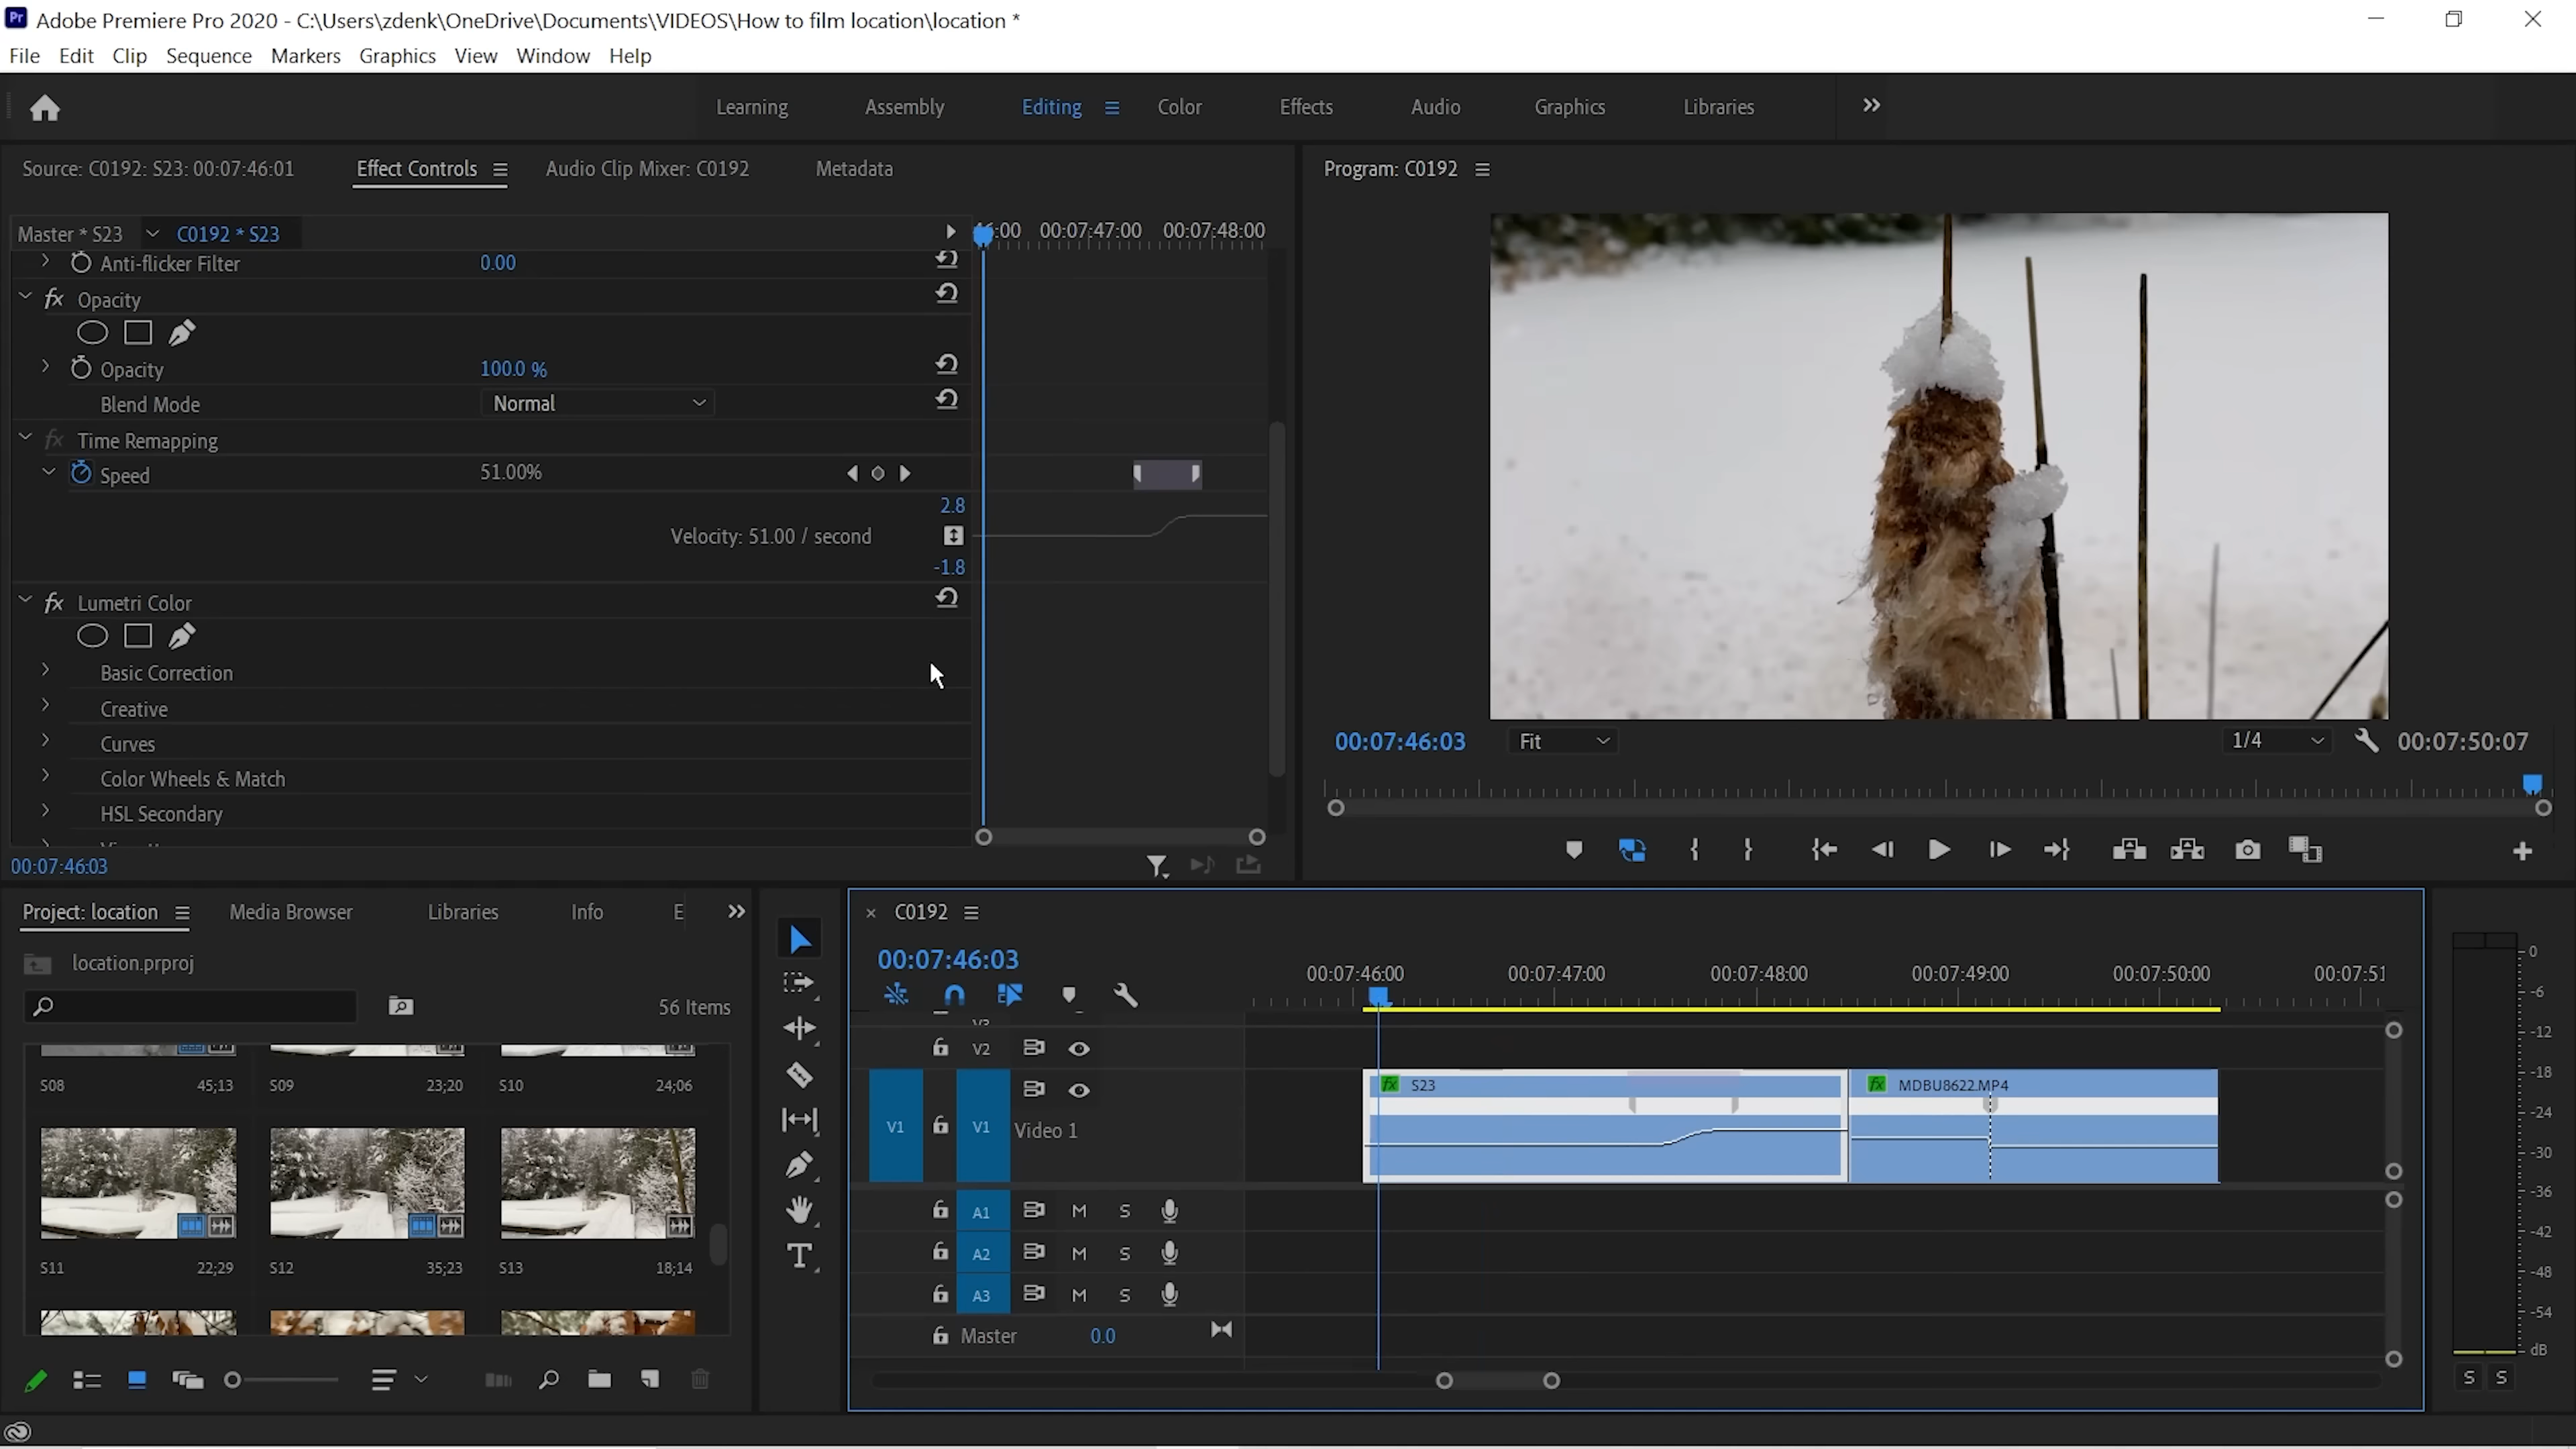 Pr Adobe Premiere Pro 2020 - C:\Users\zdenk\OneDrive\Documents\VIDEOS\How to film location\location *
File Edit Clip Sequence Markers Graphics View Window Help
Learning Assembly Editing Color Effects Audio Graphics Libraries
Source: C0192: S23: 00:07:46:01 Effect Controls Audio Clip Mixer: C0192 Metadata
Program: C0192
Master * S23 C0192 * S23
:00 00:07:47:00 00:07:48:00
Anti-flicker Filter 0.00
fx Opacity
Opacity 100.0 %
Blend Mode Normal
fx Time Remapping
Speed 51.00%
2.8
Velocity: 51.00 / second
-1.8
fx Lumetri Color
Basic Correction
Creative
Curves
Color Wheels & Match
HSL Secondary
00:07:46:03
00:07:46:03 Fit 1/4 00:07:50:07
Project: location Media Browser Libraries Info E
location.prproj
56 Items
S08 45;13 S09 23;20 S10 24;06
S11 22;29 S12 35;23 S13 18;14
T
C0192
00:07:46:03
00:07:46:00 00:07:47:00 00:07:48:00 00:07:49:00 00:07:50:00 00:07:51
V3
V2
V1 V1 Video 1
fx S23 fx MDBU8622.MP4
A1 M S
A2 M S
A3 M S
Master 0.0
0
-6
-12
-18
-24
-30
-36
-42
-48
-54
dB
S S